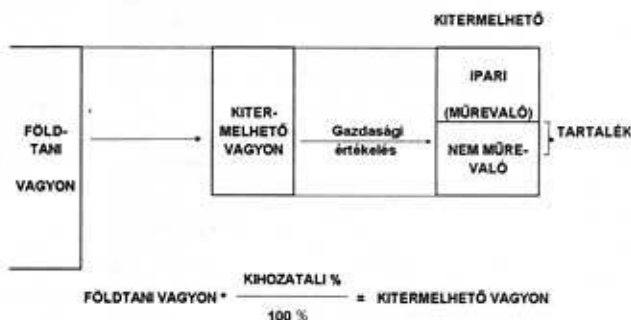 KITERMELHETŐ
FÖLD-
TANI
VAGYON
KITER-
MELHETŐ
VAGYON
Gazdasági
értékelés
IPARI
(MŰREVALÓ)
NEM MŰRE-
VALÓ
TARTALÉK
FÖLDTANI VAGYON * KIHOZATALI % / 100 % = KITERMELHETŐ VAGYON